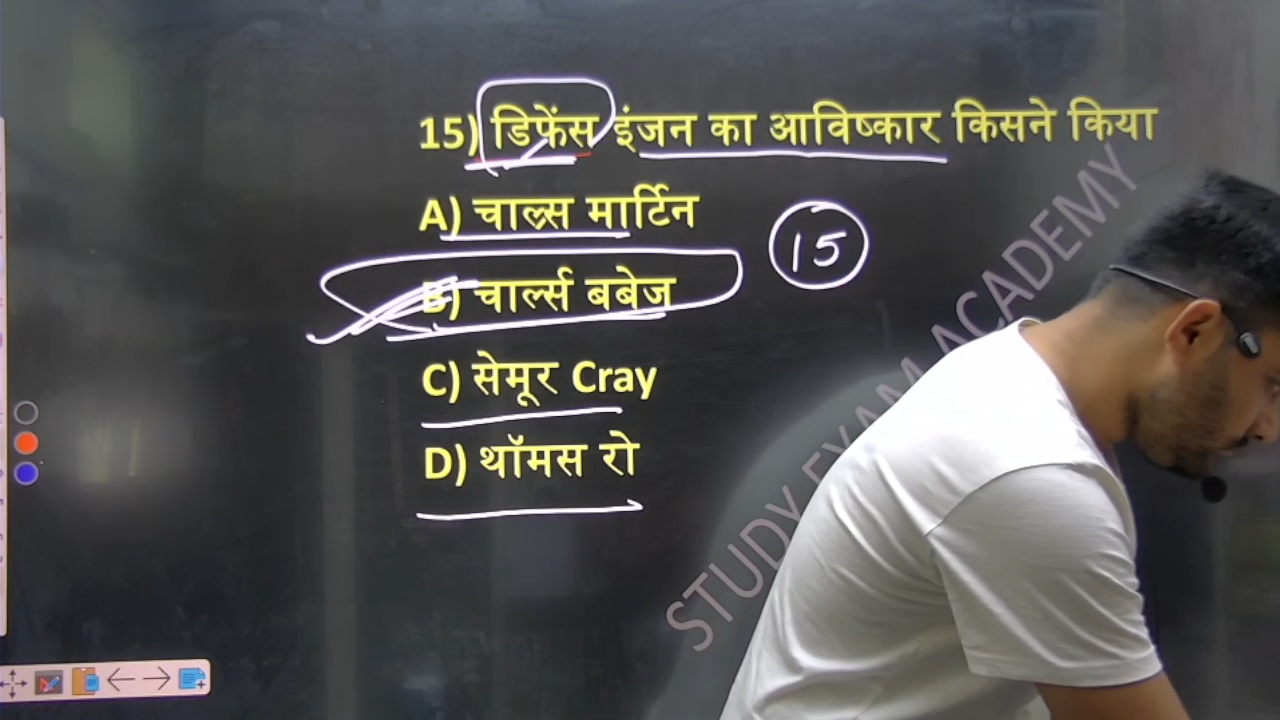 15) डिफेंस इंजन का आविष्कार किसने किया
A) चाल्र्स मार्टिन
15
B) चार्ल्स बबेज
C) सेमूर Cray
D) थॉमस रो
STUDY EXAM ACADEMY